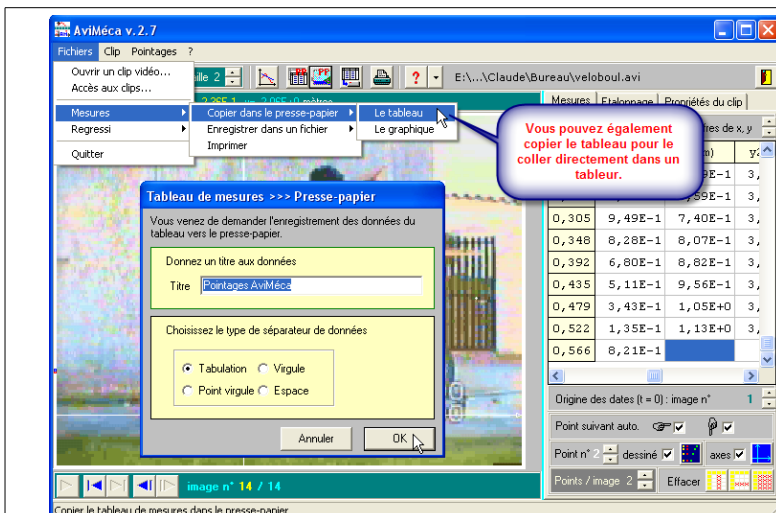 AviMéca v.2.7
Fichiers Clip Pointages ?
Ouvrir un clip vidéo...
Accès aux clips...
Mesures
Regressi
Quitter
Copier dans le presse-papier
Enregistrer dans un fichier
Imprimer
Le tableau
Le graphique
2
PP
?
E:\...\Claude\Bureau\veloboul.avi
mètres
Mesures Etalonnage Propriétés du clip
Vous pouvez également
copier le tableau pour le
coller directement dans un
tableur.
x, y
0,305 9,49E-1 7,40E-1 3,
0,348 8,28E-1 8,07E-1 3,
0,392 6,80E-1 8,82E-1 3,
0,435 5,11E-1 9,56E-1 3,
0,479 3,43E-1 1,05E+0 3,
0,522 1,35E-1 1,13E+0 3,
0,566 8,21E-1
Tableau de mesures >>> Presse-papier
Vous venez de demander l'enregistrement des données du
tableau vers le presse-papier.
Donnez un titre aux données
Titre Pointages AviMéca
Choisissez le type de séparateur de données
Tabulation Virgule
Point virgule Espace
Annuler OK
Origine des dates (t = 0) : image n° 1
Point suivant auto.
Point n° 2 dessiné axes
Points / image 2 Effacer
image n° 14 / 14
Copier le tableau de mesures dans le presse-papier